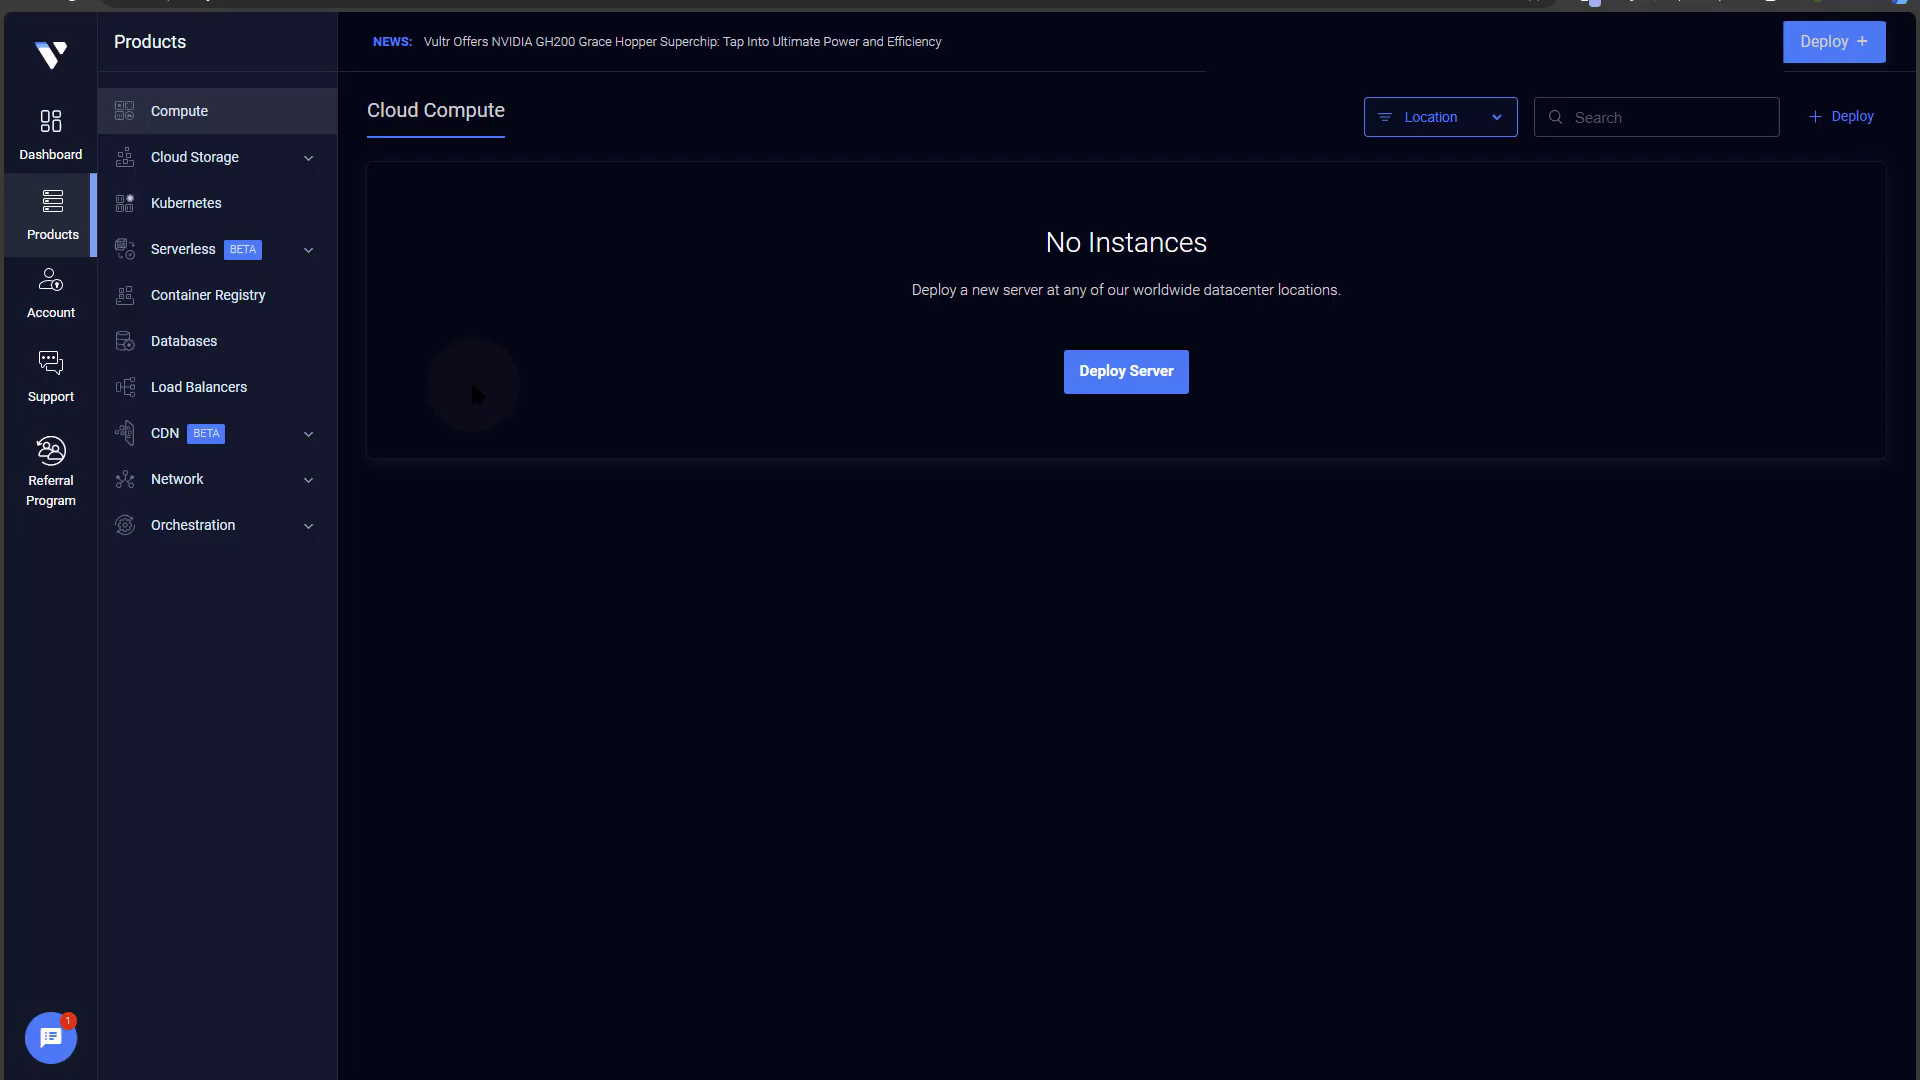 Products
NEWS: Vultr Offers NVIDIA GH200 Grace Hopper Superchip: Tap Into Ultimate Power and Efficiency
Deploy +
Dashboard
Products
Account
Support
Referral
Program
1
Compute
Cloud Storage
Kubernetes
Serverless BETA
Container Registry
Databases
Load Balancers
CDN BETA
Network
Orchestration
Cloud Compute
Location
Search
+ Deploy
No Instances
Deploy a new server at any of our worldwide datacenter locations.
Deploy Server